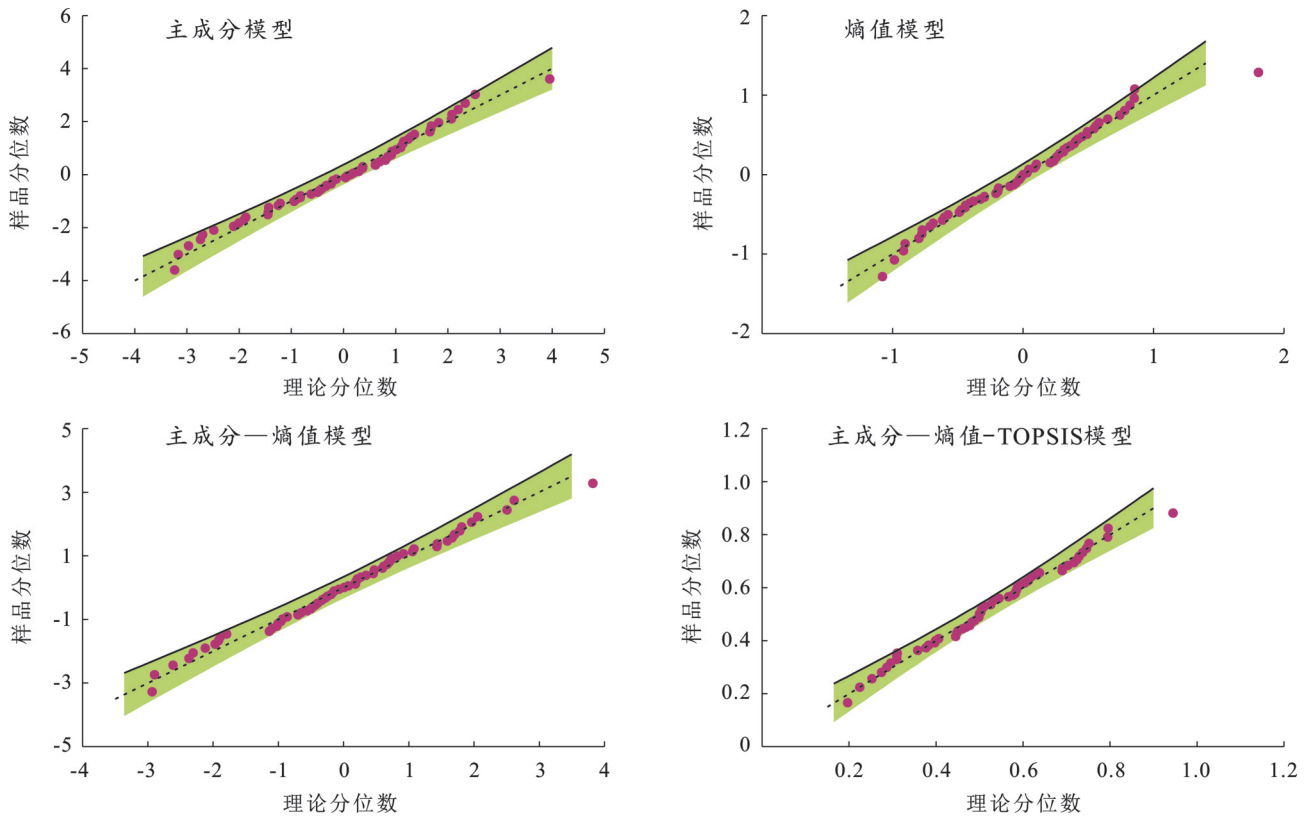 主成分模型
6
4
2
0
-2
-4
-6
样品分位数
-5 -4 -3 -2 -1 0 1 2 3 4 5
理论分位数
熵值模型
2
1
0
-1
-2
样品分位数
-1 0 1 2
理论分位数
主成分—熵值模型
5
3
1
-1
-3
-5
样品分位数
-4 -3 -2 -1 0 1 2 3 4
理论分位数
主成分—熵值-TOPSIS模型
1.2
1.0
0.8
0.6
0.4
0.2
0
样品分位数
0.2 0.4 0.6 0.8 1.0 1.2
理论分位数